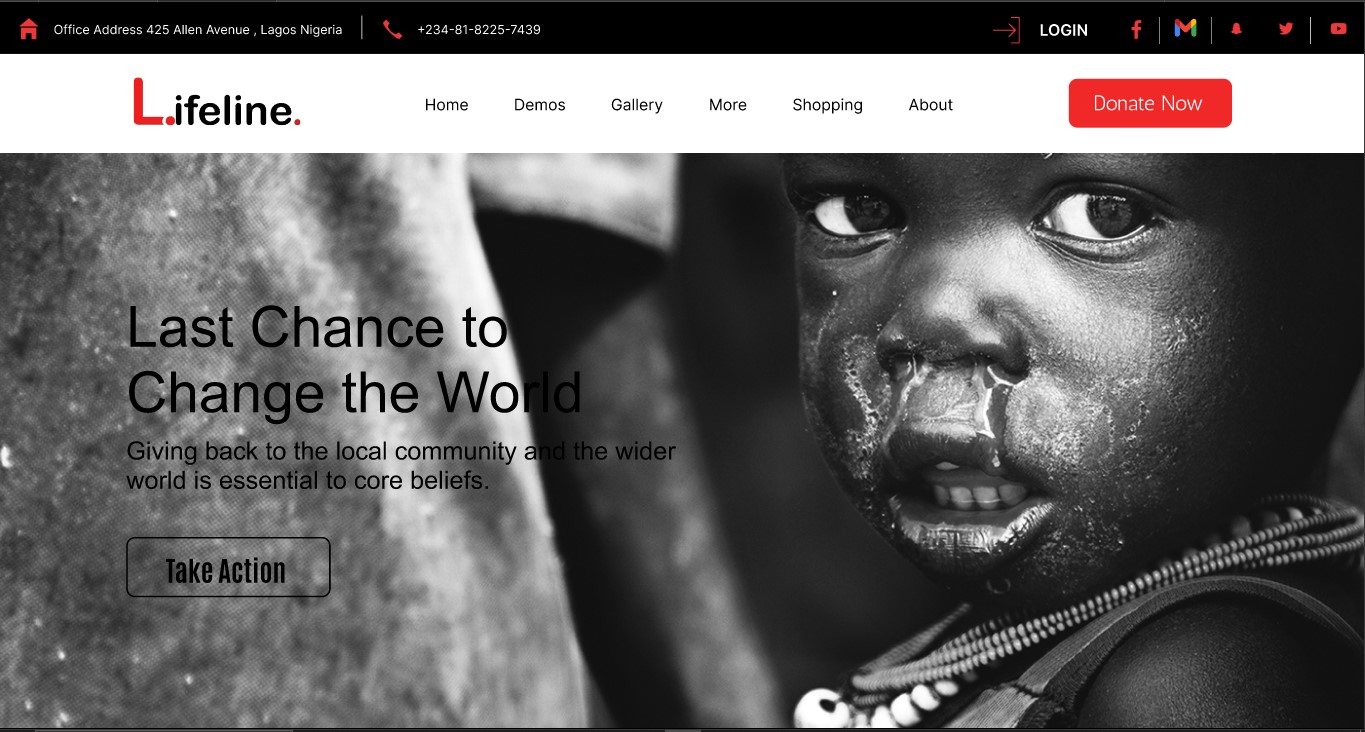 Office Address 425 Allen Avenue , Lagos Nigeria
+234-81-8225-7439
LOGIN
L.ifeline.
Home
Demos
Gallery
More
Shopping
About
Donate Now
Last Chance to
Change the World
Giving back to the local community and the wider
world is essential to core beliefs.
Take Action